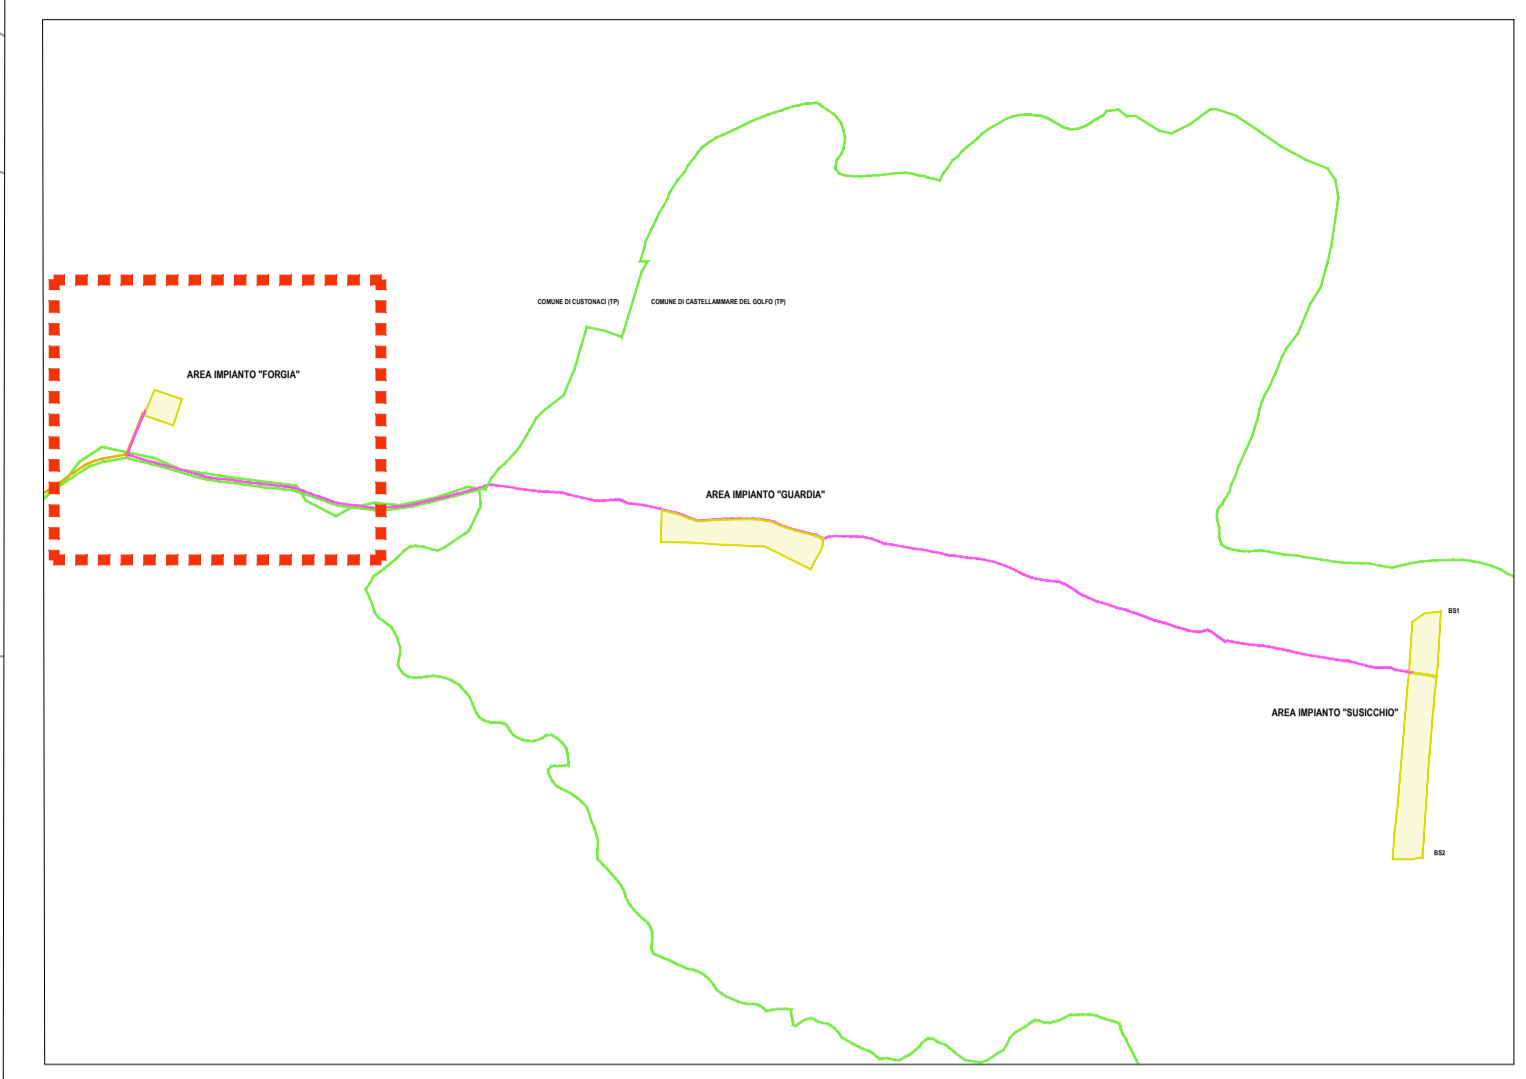 COMUNE DI CUSTONACI (TP)
COMUNE DI CASTELLAMMARE DEL GOLFO (TP)
AREA IMPIANTO "FORGIA"
AREA IMPIANTO "GUARDIA"
BS1
AREA IMPIANTO "SUSICCHIO"
BS2